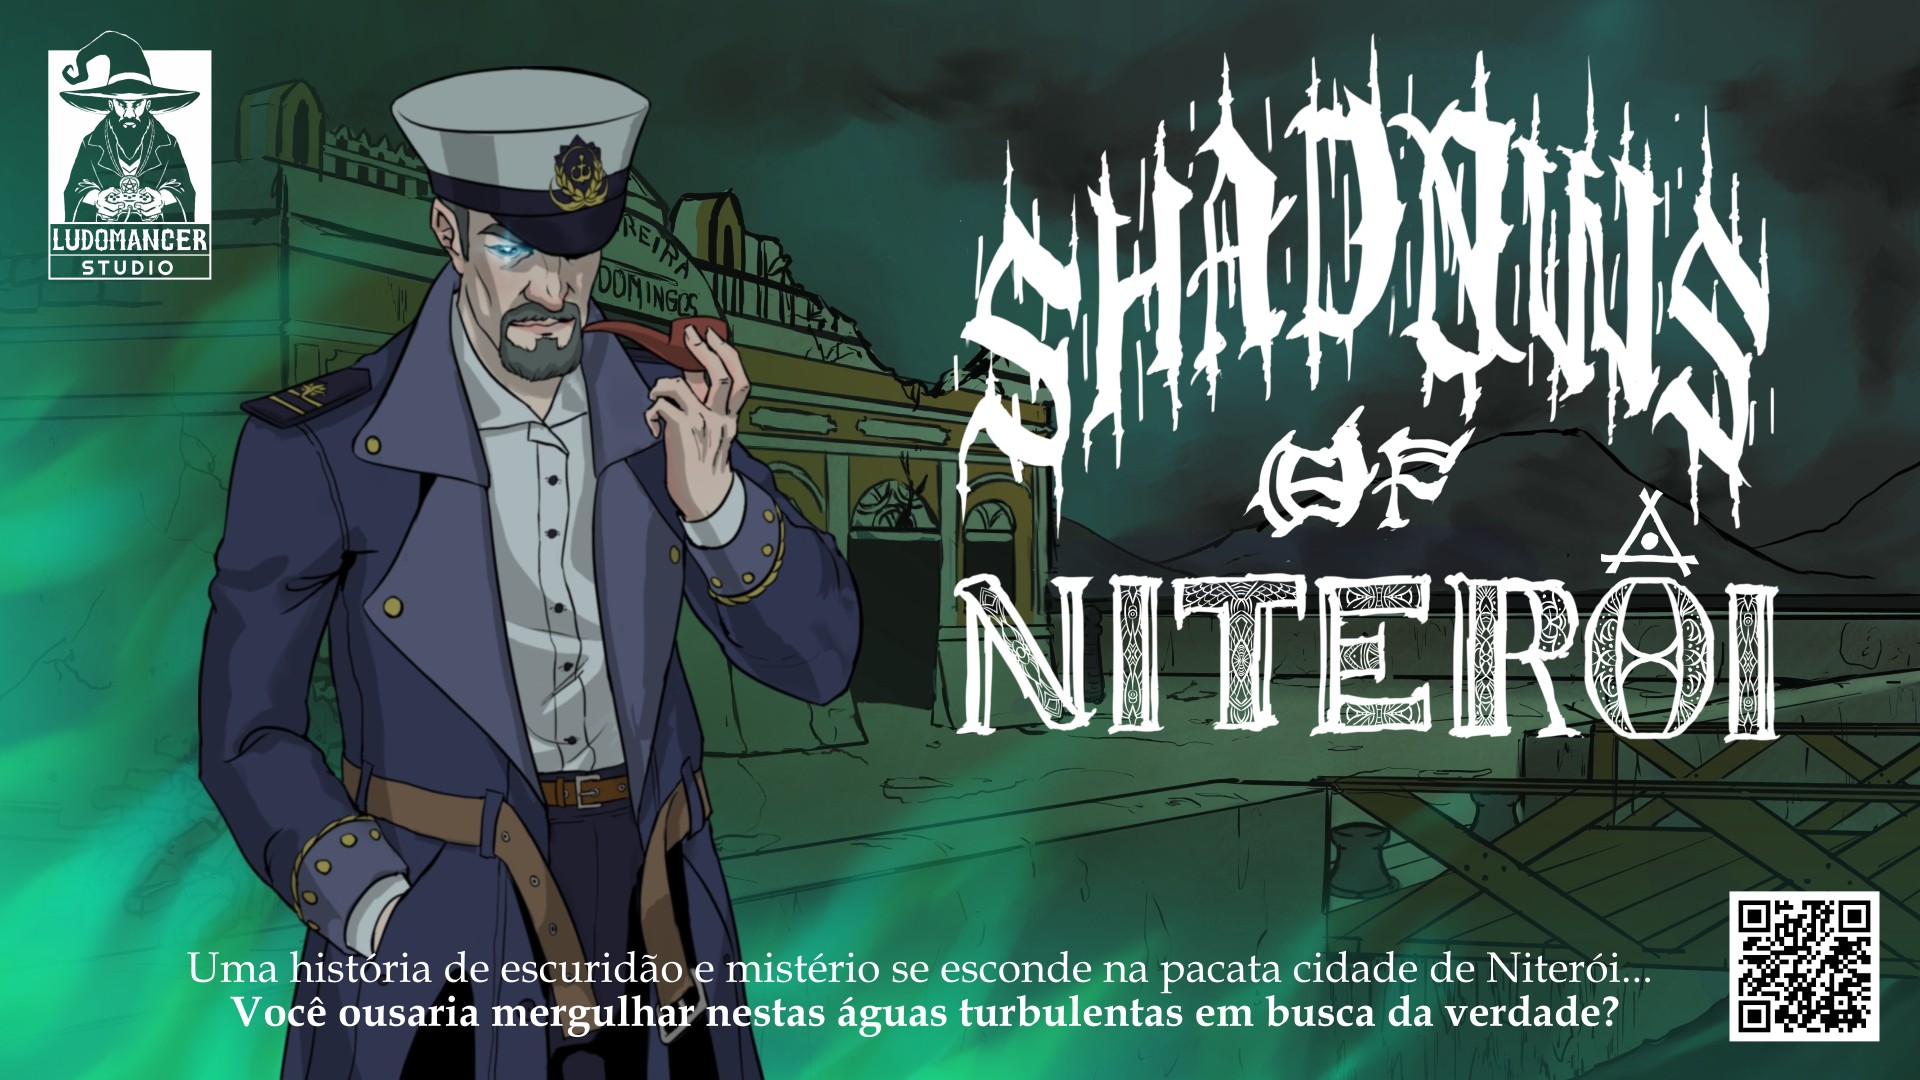 LUDOMANCER
STUDIO
REIRA
DOMINGOS
SHADOWS
OF
NITERÓI
Uma história de escuridão e mistério se esconde na pacata cidade de Niterói...
Você ousaria mergulhar nestas águas turbulentas em busca da verdade?